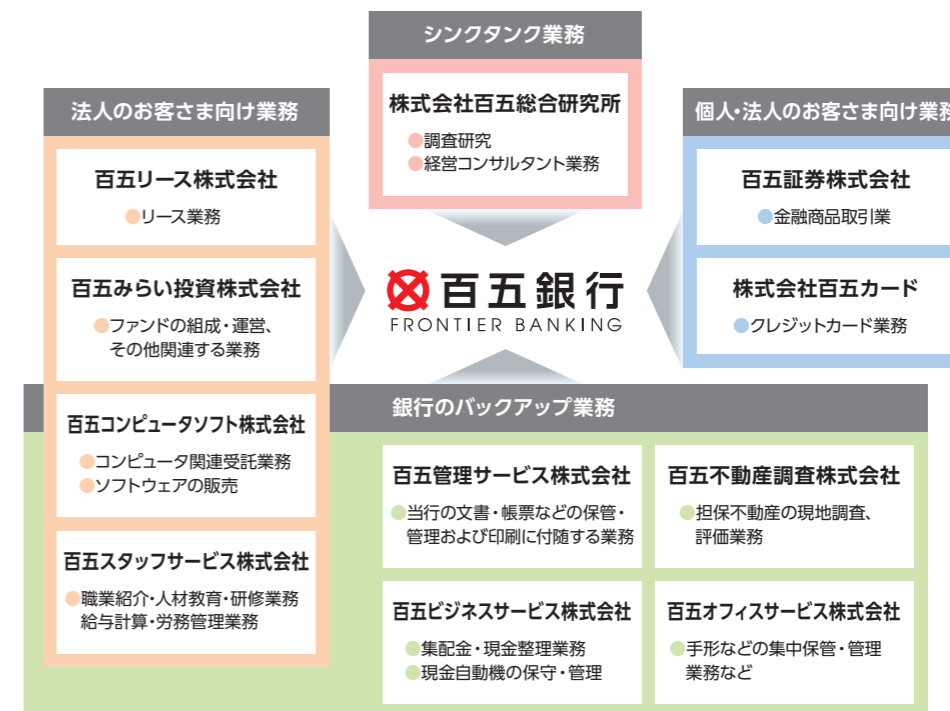 シンクタンク業務
株式会社百五総合研究所
●調査研究
●経営コンサルタント業務
法人のお客さま向け業務
百五リース株式会社
●リース業務
百五みらい投資株式会社
●ファンドの組成・運営、
その他関連する業務
百五コンピュータソフト株式会社
●コンピュータ関連受託業務
●ソフトウェアの販売
百五スタッフサービス株式会社
●職業紹介・人材教育・研修業務
給与計算・労務管理業務
百五銀行
FRONTIER BANKING
個人・法人のお客さま向け業務
百五証券株式会社
●金融商品取引業
株式会社百五カード
●クレジットカード業務
銀行のバックアップ業務
百五管理サービス株式会社
●当行の文書・帳票などの保管・
管理および印刷に付随する業務
百五不動産調査株式会社
●担保不動産の現地調査、
評価業務
百五ビジネスサービス株式会社
●集配金・現金整理業務
●現金自動機の保守・管理
百五オフィスサービス株式会社
●手形などの集中保管・管理
業務など